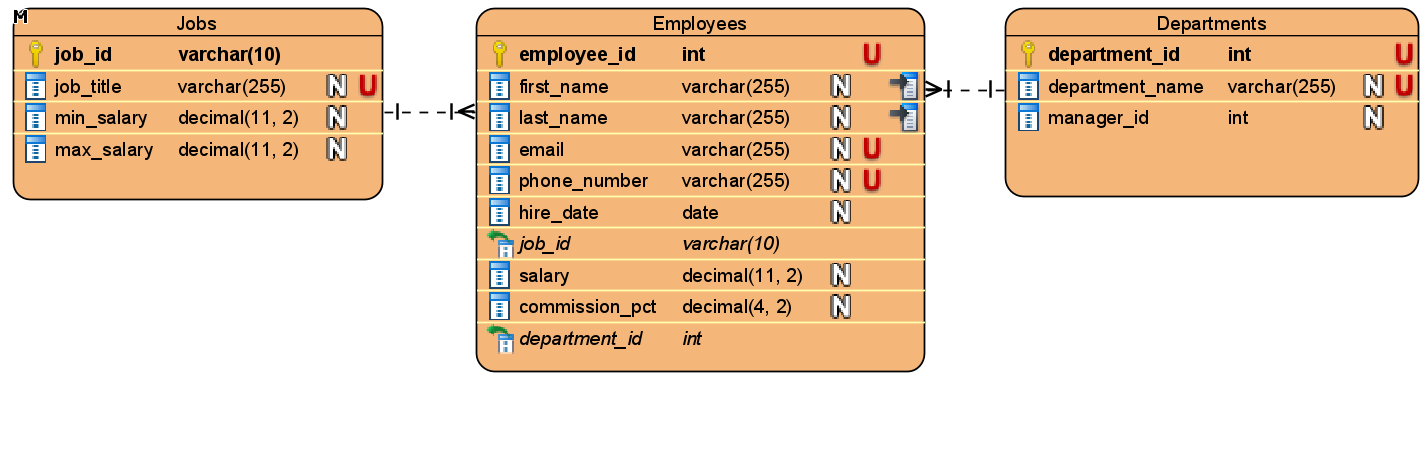 M
Jobs
job_id varchar(10)
job_title varchar(255) N U
min_salary decimal(11, 2) N
max_salary decimal(11, 2) N
Employees
employee_id int U
first_name varchar(255) N
last_name varchar(255) N
email varchar(255) N U
phone_number varchar(255) N U
hire_date date N
job_id varchar(10)
salary decimal(11, 2) N
commission_pct decimal(4, 2) N
department_id int
Departments
department_id int U
department_name varchar(255) N U
manager_id int N